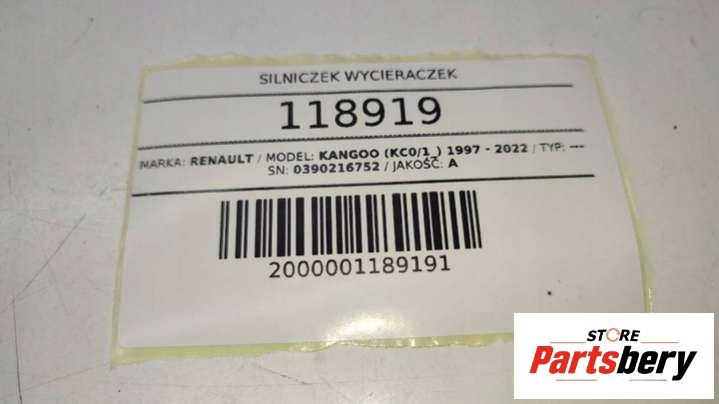 SILNICZEK WYCIERACZEK
118919
MARKA: RENAULT / MODEL: KANGOO (KC0/1_) 1997 - 2022 / TYP: ---
SN: 0390216752 / JAKOŚĆ: A
2000001189191
STORE
Partsbery